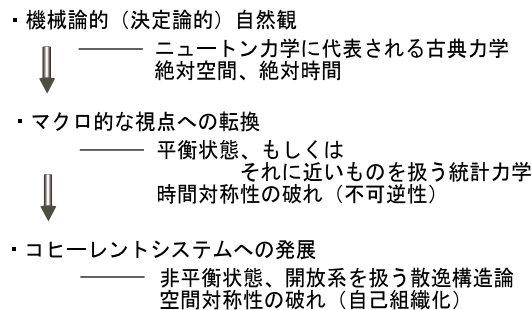 ・機械論的（決定論的）自然観
ニュートン力学に代表される古典力学
絶対空間、絶対時間
・マクロ的な視点への転換
平衡状態、もしくは
それに近いものを扱う統計力学
時間対称性の破れ（不可逆性）
・コヒーレントシステムへの発展
非平衡状態、開放系を扱う散逸構造論
空間対称性の破れ（自己組織化）